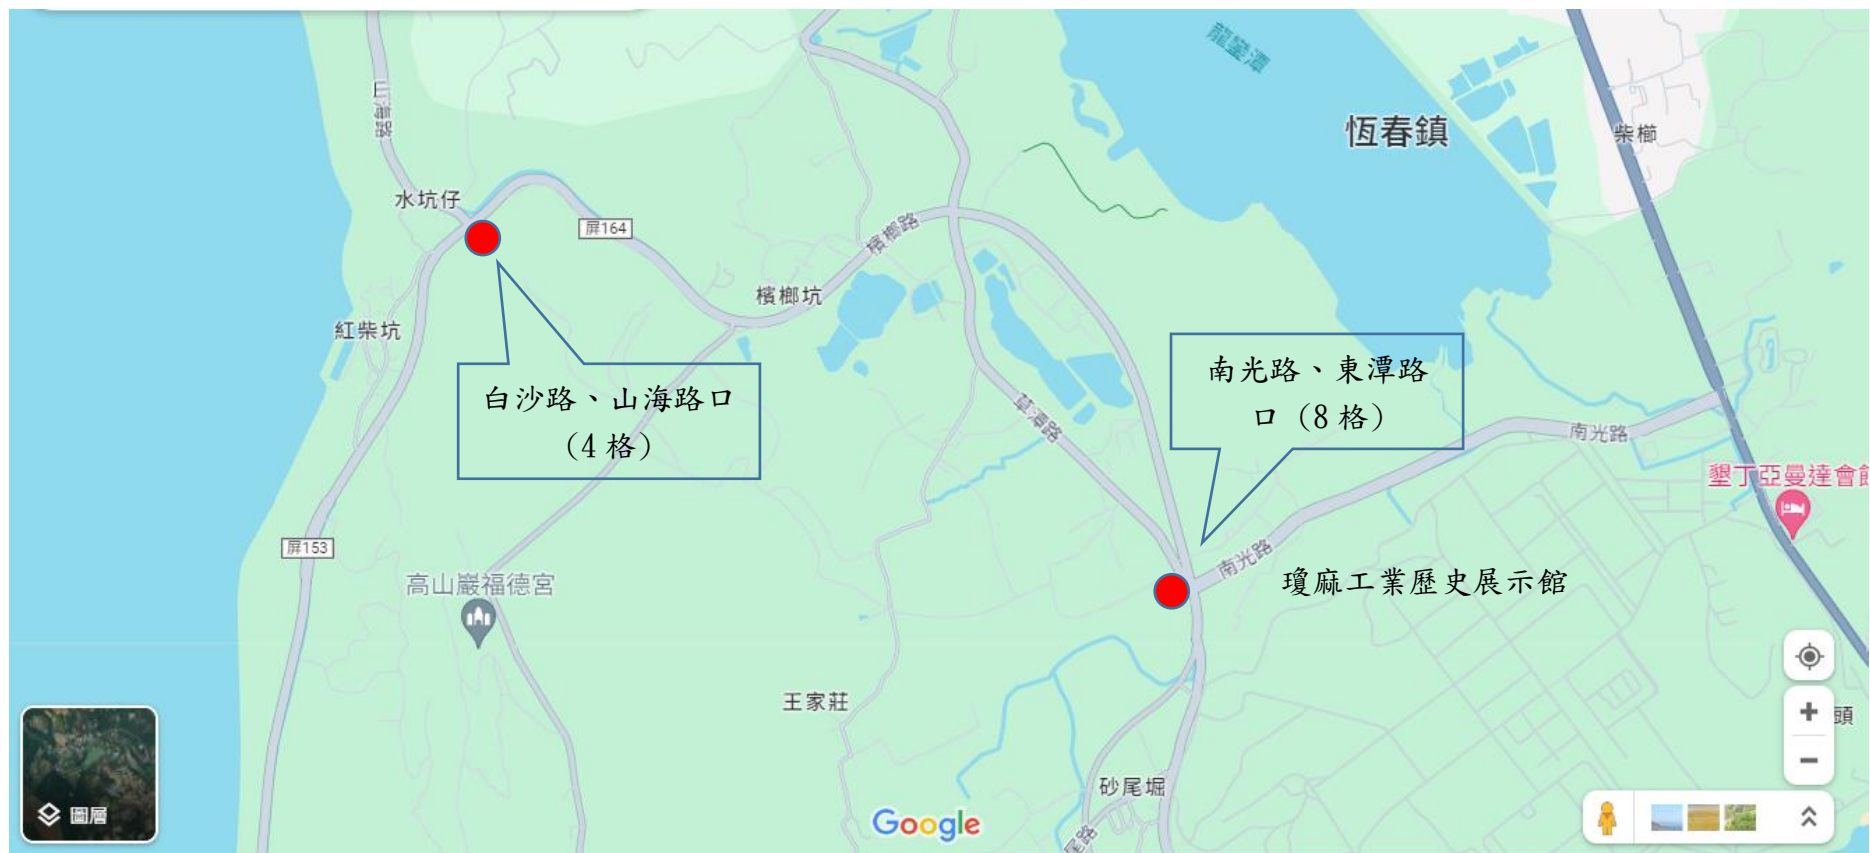 龍鑾潭
恆春鎮
柴櫛
山海路
水坑仔
屏164
檳榔路
檳榔坑
紅柴坑
白沙路、山海路口
（4 格）
南光路、東潭路
口（8 格）
草潭路
南光路
墾丁亞曼達會館
屏153
南光路
高山巖福德宮
瓊麻工業歷史展示館
王家莊
頭
砂尾堀
尾路
圖層
Google